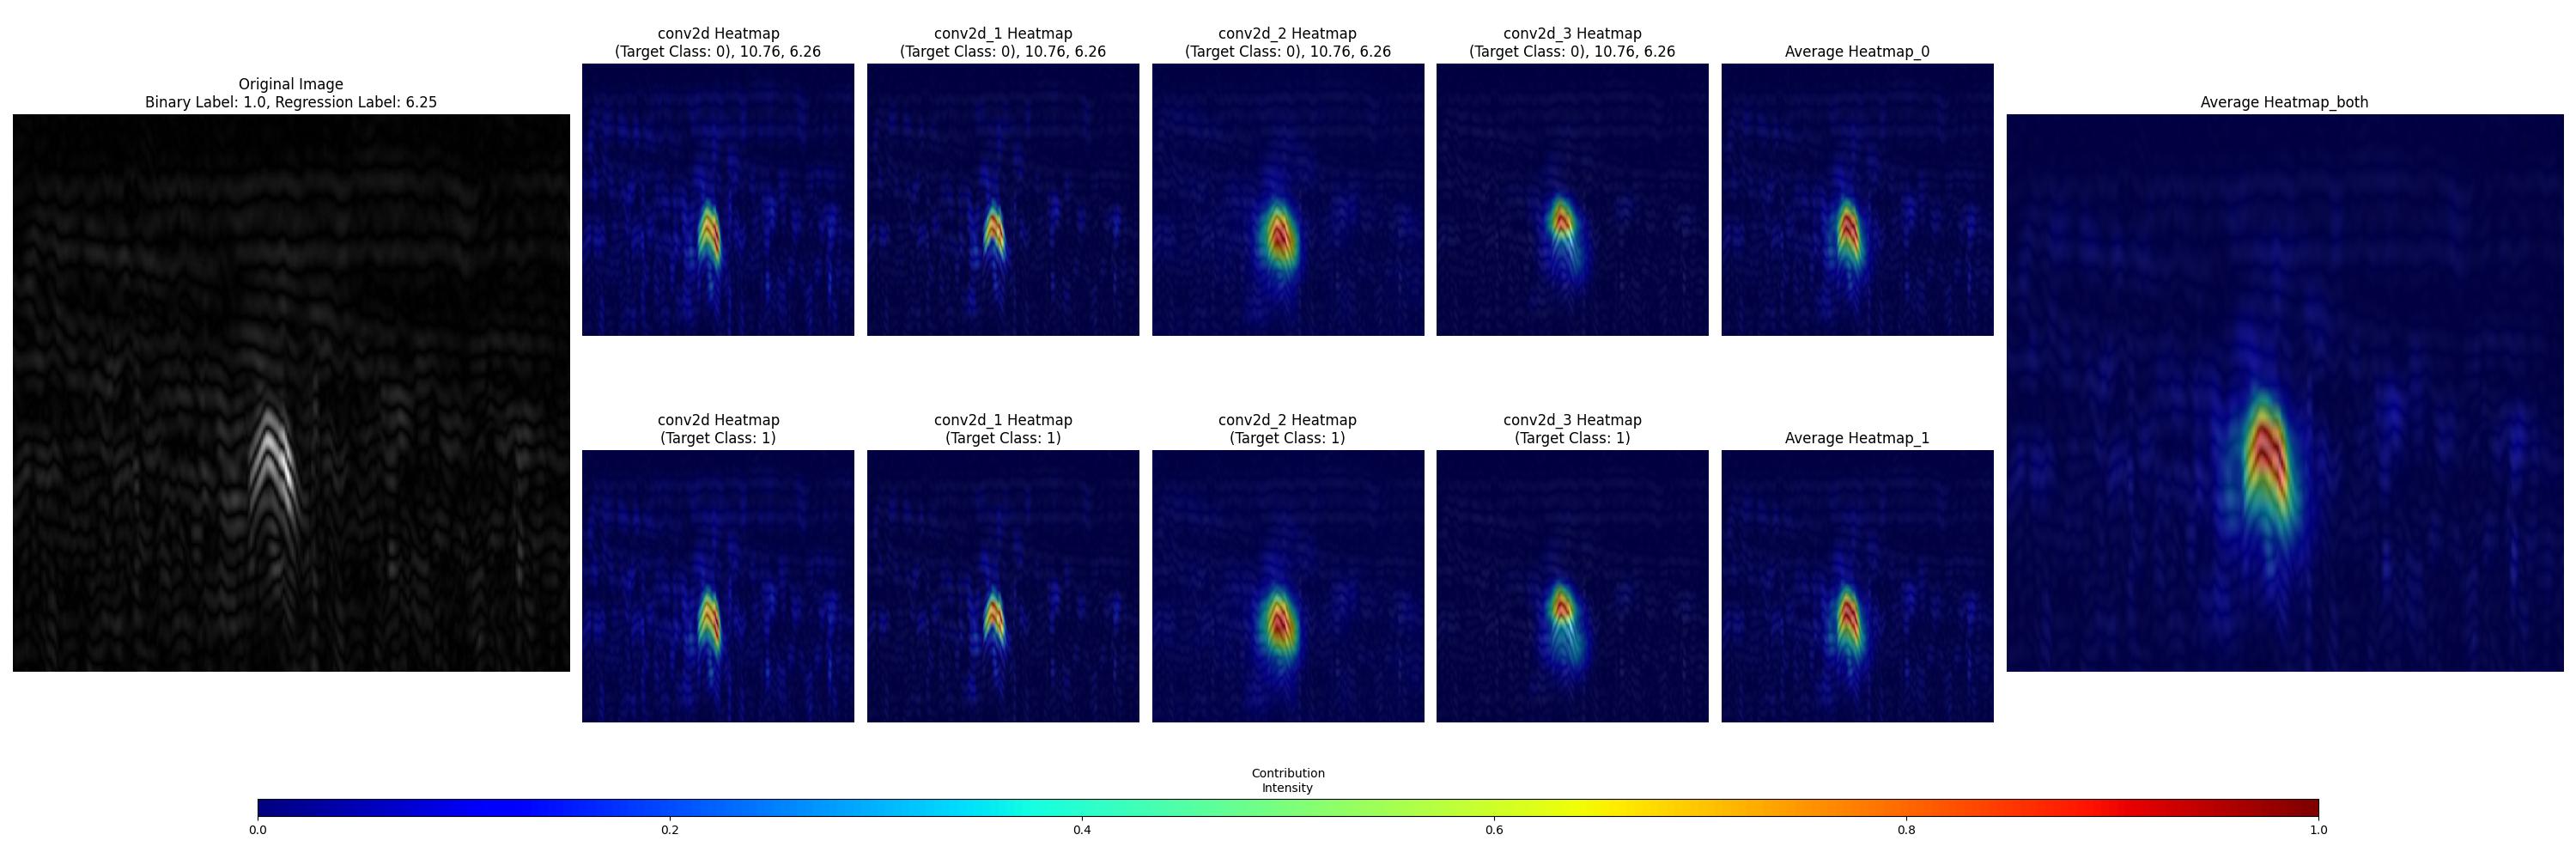 Original Image
Binary Label: 1.0, Regression Label: 6.25
conv2d Heatmap
(Target Class: 0), 10.76, 6.26
conv2d_1 Heatmap
(Target Class: 0), 10.76, 6.26
conv2d_2 Heatmap
(Target Class: 0), 10.76, 6.26
conv2d_3 Heatmap
(Target Class: 0), 10.76, 6.26
Average Heatmap_0
Average Heatmap_both
conv2d Heatmap
(Target Class: 1)
conv2d_1 Heatmap
(Target Class: 1)
conv2d_2 Heatmap
(Target Class: 1)
conv2d_3 Heatmap
(Target Class: 1)
Average Heatmap_1
Contribution
Intensity
0.0 0.2 0.4 0.6 0.8 1.0